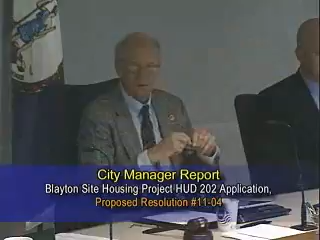 City Manager Report
Blayton Site Housing Project HUD 202 Application,
Proposed Resolution #11-04